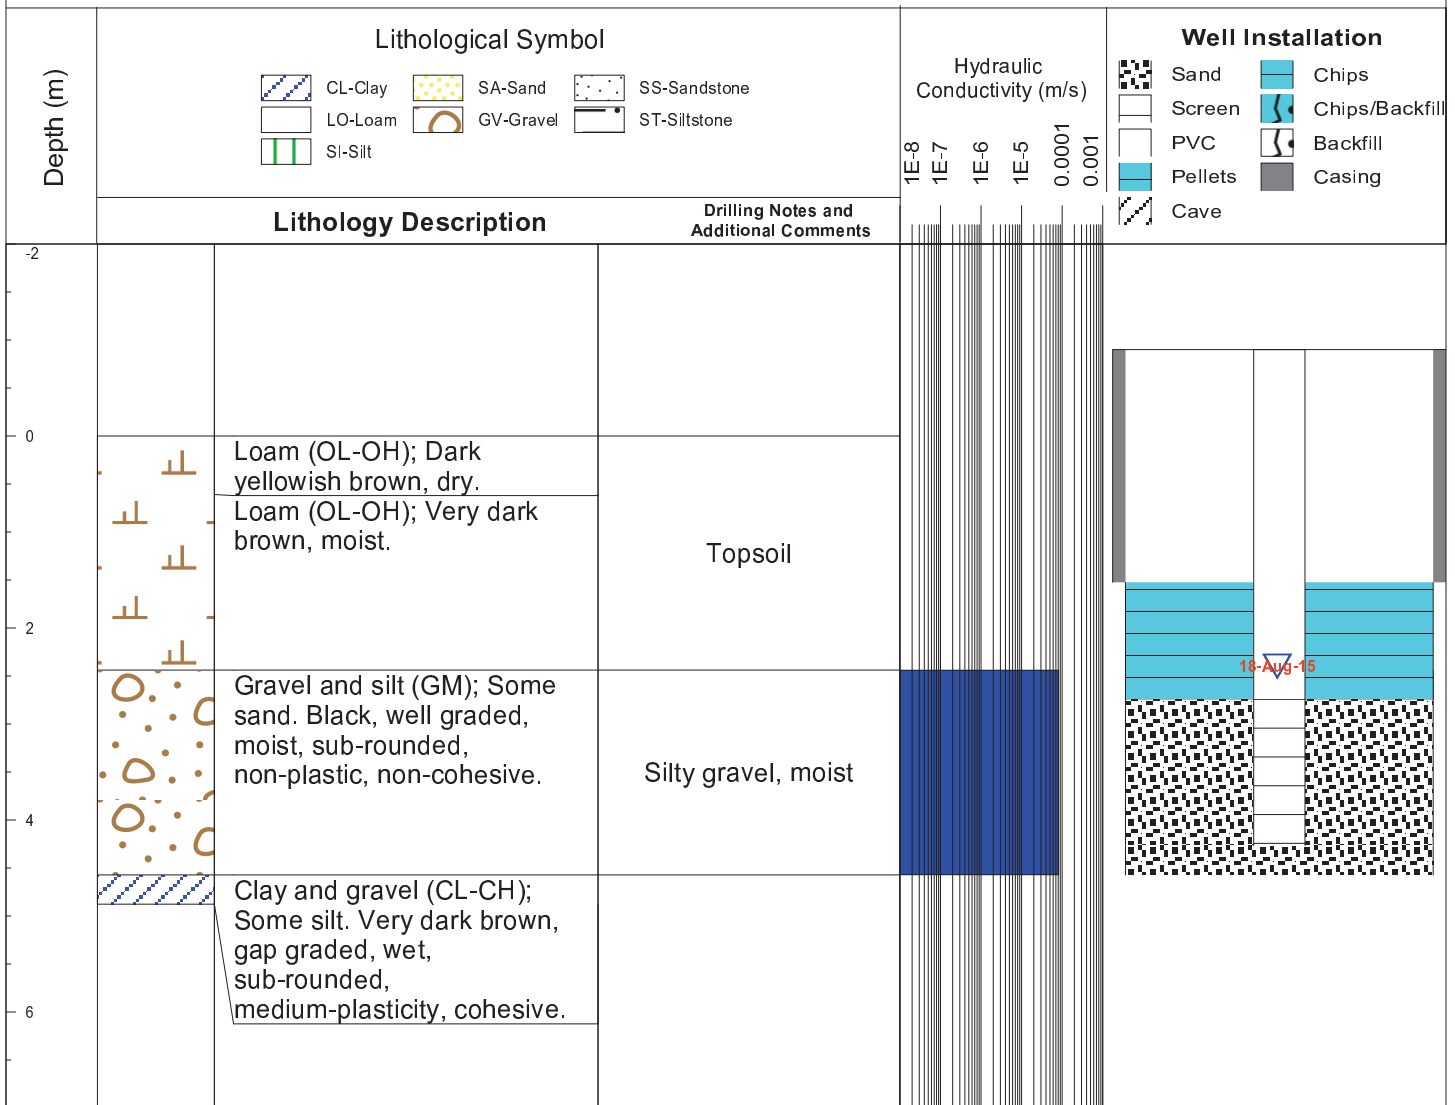 Depth (m)
Lithological Symbol
CL-Clay
SA-Sand
SS-Sandstone
LO-Loam
GV-Gravel
ST-Siltstone
SI-Silt
Lithology Description
Drilling Notes and
Additional Comments
Hydraulic
Conductivity (m/s)
1E-8
1E-7
1E-6
1E-5
0.0001
0.001
Well Installation
Sand
Chips
Screen
Chips/Backfill
PVC
Backfill
Pellets
Casing
Cave
-2
0
Loam (OL-OH); Dark
yellowish brown, dry.
Loam (OL-OH); Very dark
brown, moist.
Topsoil
2
18-Aug-15
Gravel and silt (GM); Some
sand. Black, well graded,
moist, sub-rounded,
non-plastic, non-cohesive.
Silty gravel, moist
4
Clay and gravel (CL-CH);
Some silt. Very dark brown,
gap graded, wet,
sub-rounded,
medium-plasticity, cohesive.
6